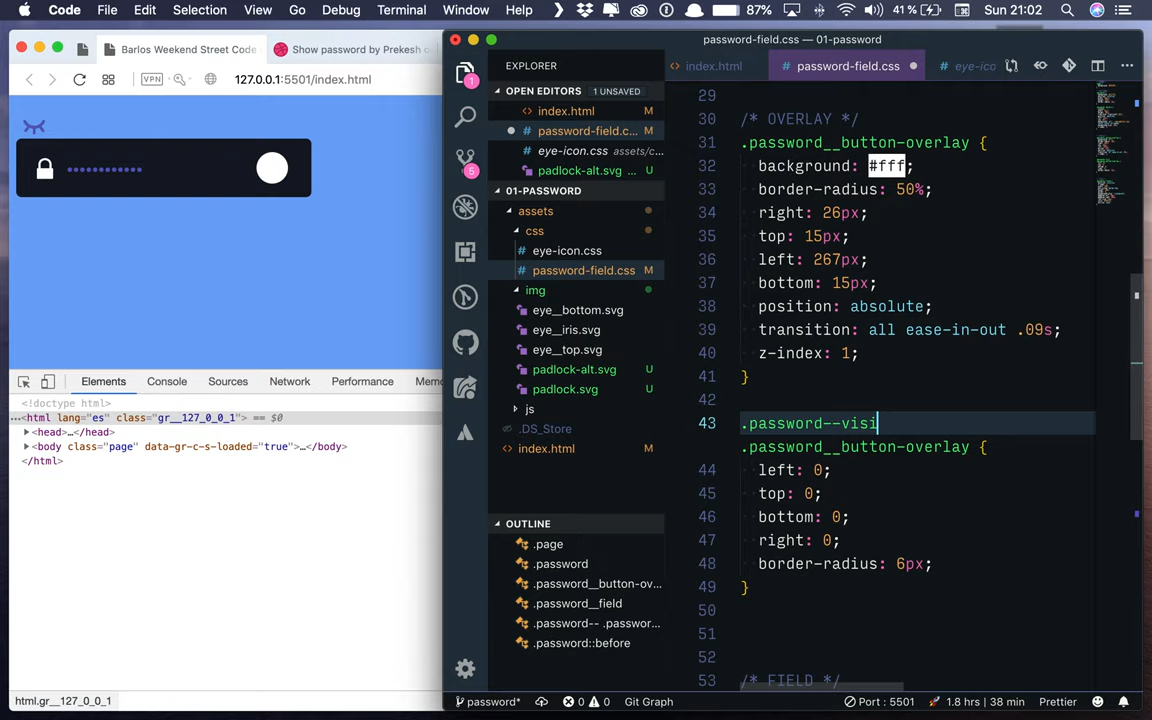 Code File Edit Selection View Go Debug Terminal Window Help 87% 41 % Sun 21:02
Barlos Weekend Street Code
Show password by Prekesh
VPN
127.0.0.1:5501/index.html
............
Elements Console Sources Network Performance Mem
<!doctype html>
...<html lang="es" class="gr__127_0_0_1"> == $0
<head>…</head>
<body class="page" data-gr-c-s-loaded="true">…</body>
</html>
html.gr__127_0_0_1
password-field.css — 01-password
1
5
EXPLORER
OPEN EDITORS 1 UNSAVED
index.html M
password-field.c... M
eye-icon.css assets/c...
padlock-alt.svg ... U
01-PASSWORD
assets
css
eye-icon.css
password-field.css M
img
eye__bottom.svg
eye__iris.svg
eye__top.svg
padlock-alt.svg U
padlock.svg U
js
.DS_Store
index.html M
OUTLINE
.page
.password
.password__button-ov...
.password__field
.password-- .passwor...
.password::before
index.html
# password-field.css
# eye-ico
29
30 /* OVERLAY */
31 .password__button-overlay {
32 background: #fff;
33 border-radius: 50%;
34 right: 26px;
35 top: 15px;
36 left: 267px;
37 bottom: 15px;
38 position: absolute;
39 transition: all ease-in-out .09s;
40 z-index: 1;
41 }
42
43 .password--visi
.password__button-overlay {
44 left: 0;
45 top: 0;
46 bottom: 0;
47 right: 0;
48 border-radius: 6px;
49 }
50
51
52
53 /* FIELD */
password* 0 0 Git Graph Port : 5501 1.8 hrs | 38 min Prettier